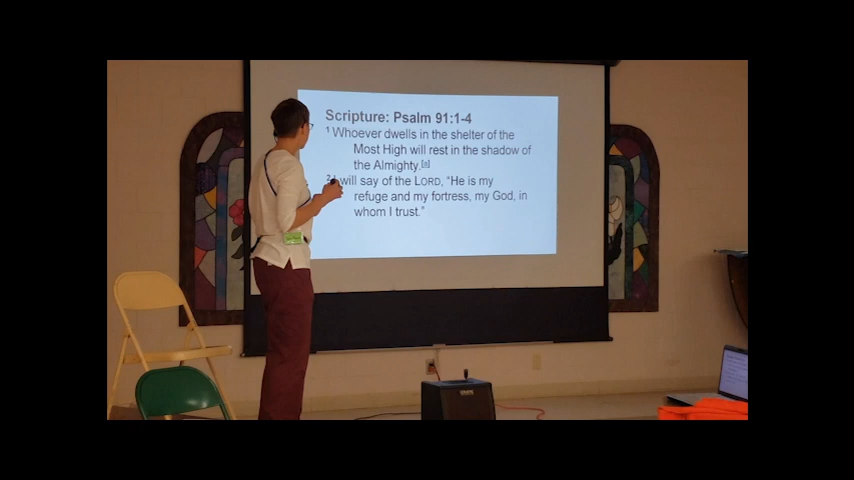 Scripture: Psalm 91:1-4
1 Whoever dwells in the shelter of the
Most High will rest in the shadow of
the Almighty.[a]
2 I will say of the LORD, "He is my
refuge and my fortress, my God, in
whom I trust."